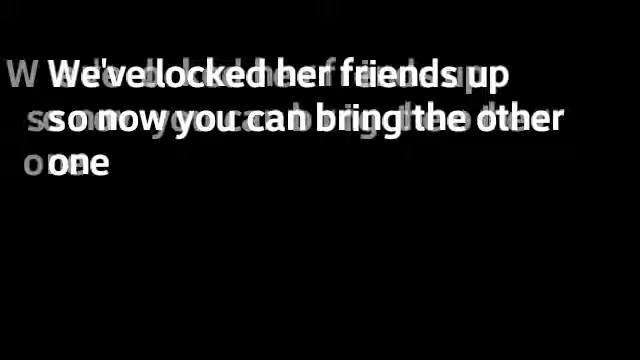 We've locked her friends up
so now you can bring the other
one